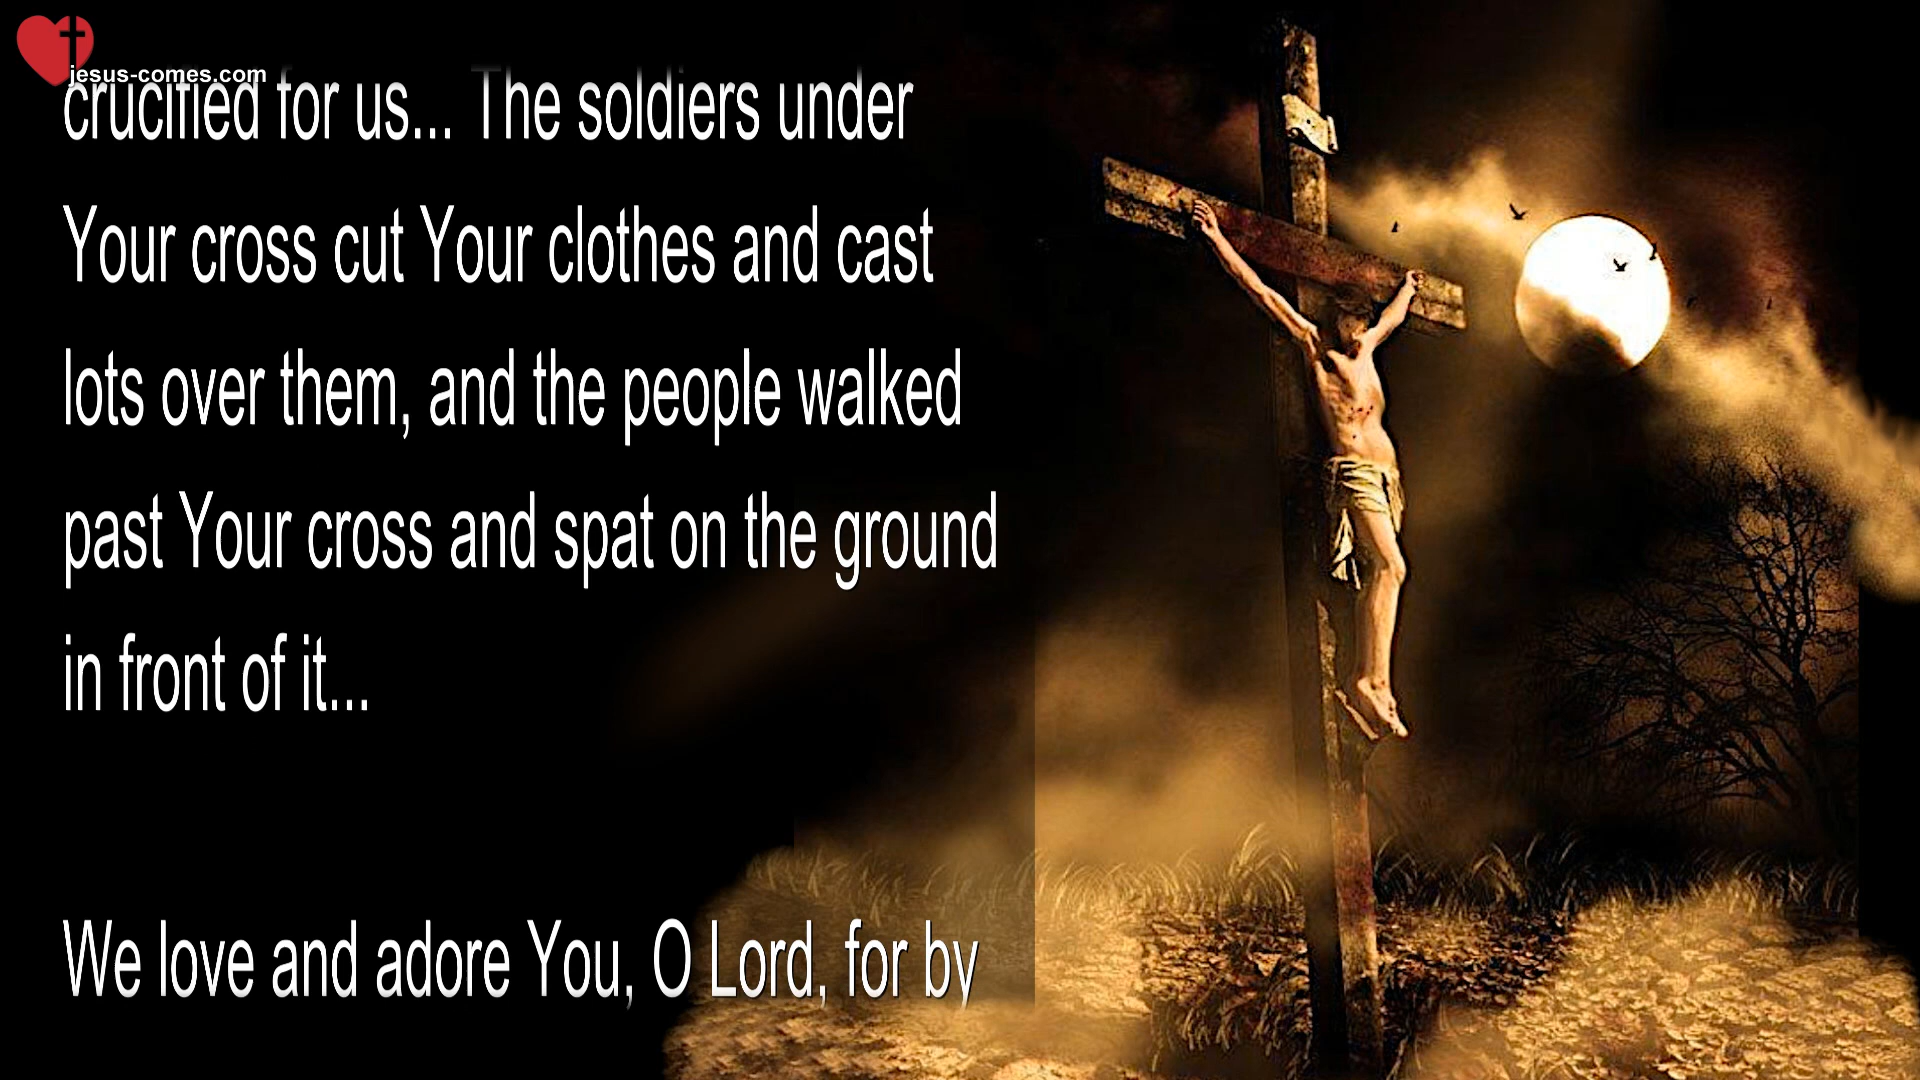 jesus-comes.com
crucified for us... The soldiers under
Your cross cut Your clothes and cast
lots over them, and the people walked
past Your cross and spat on the ground
in front of it...
We love and adore You, O Lord, for by